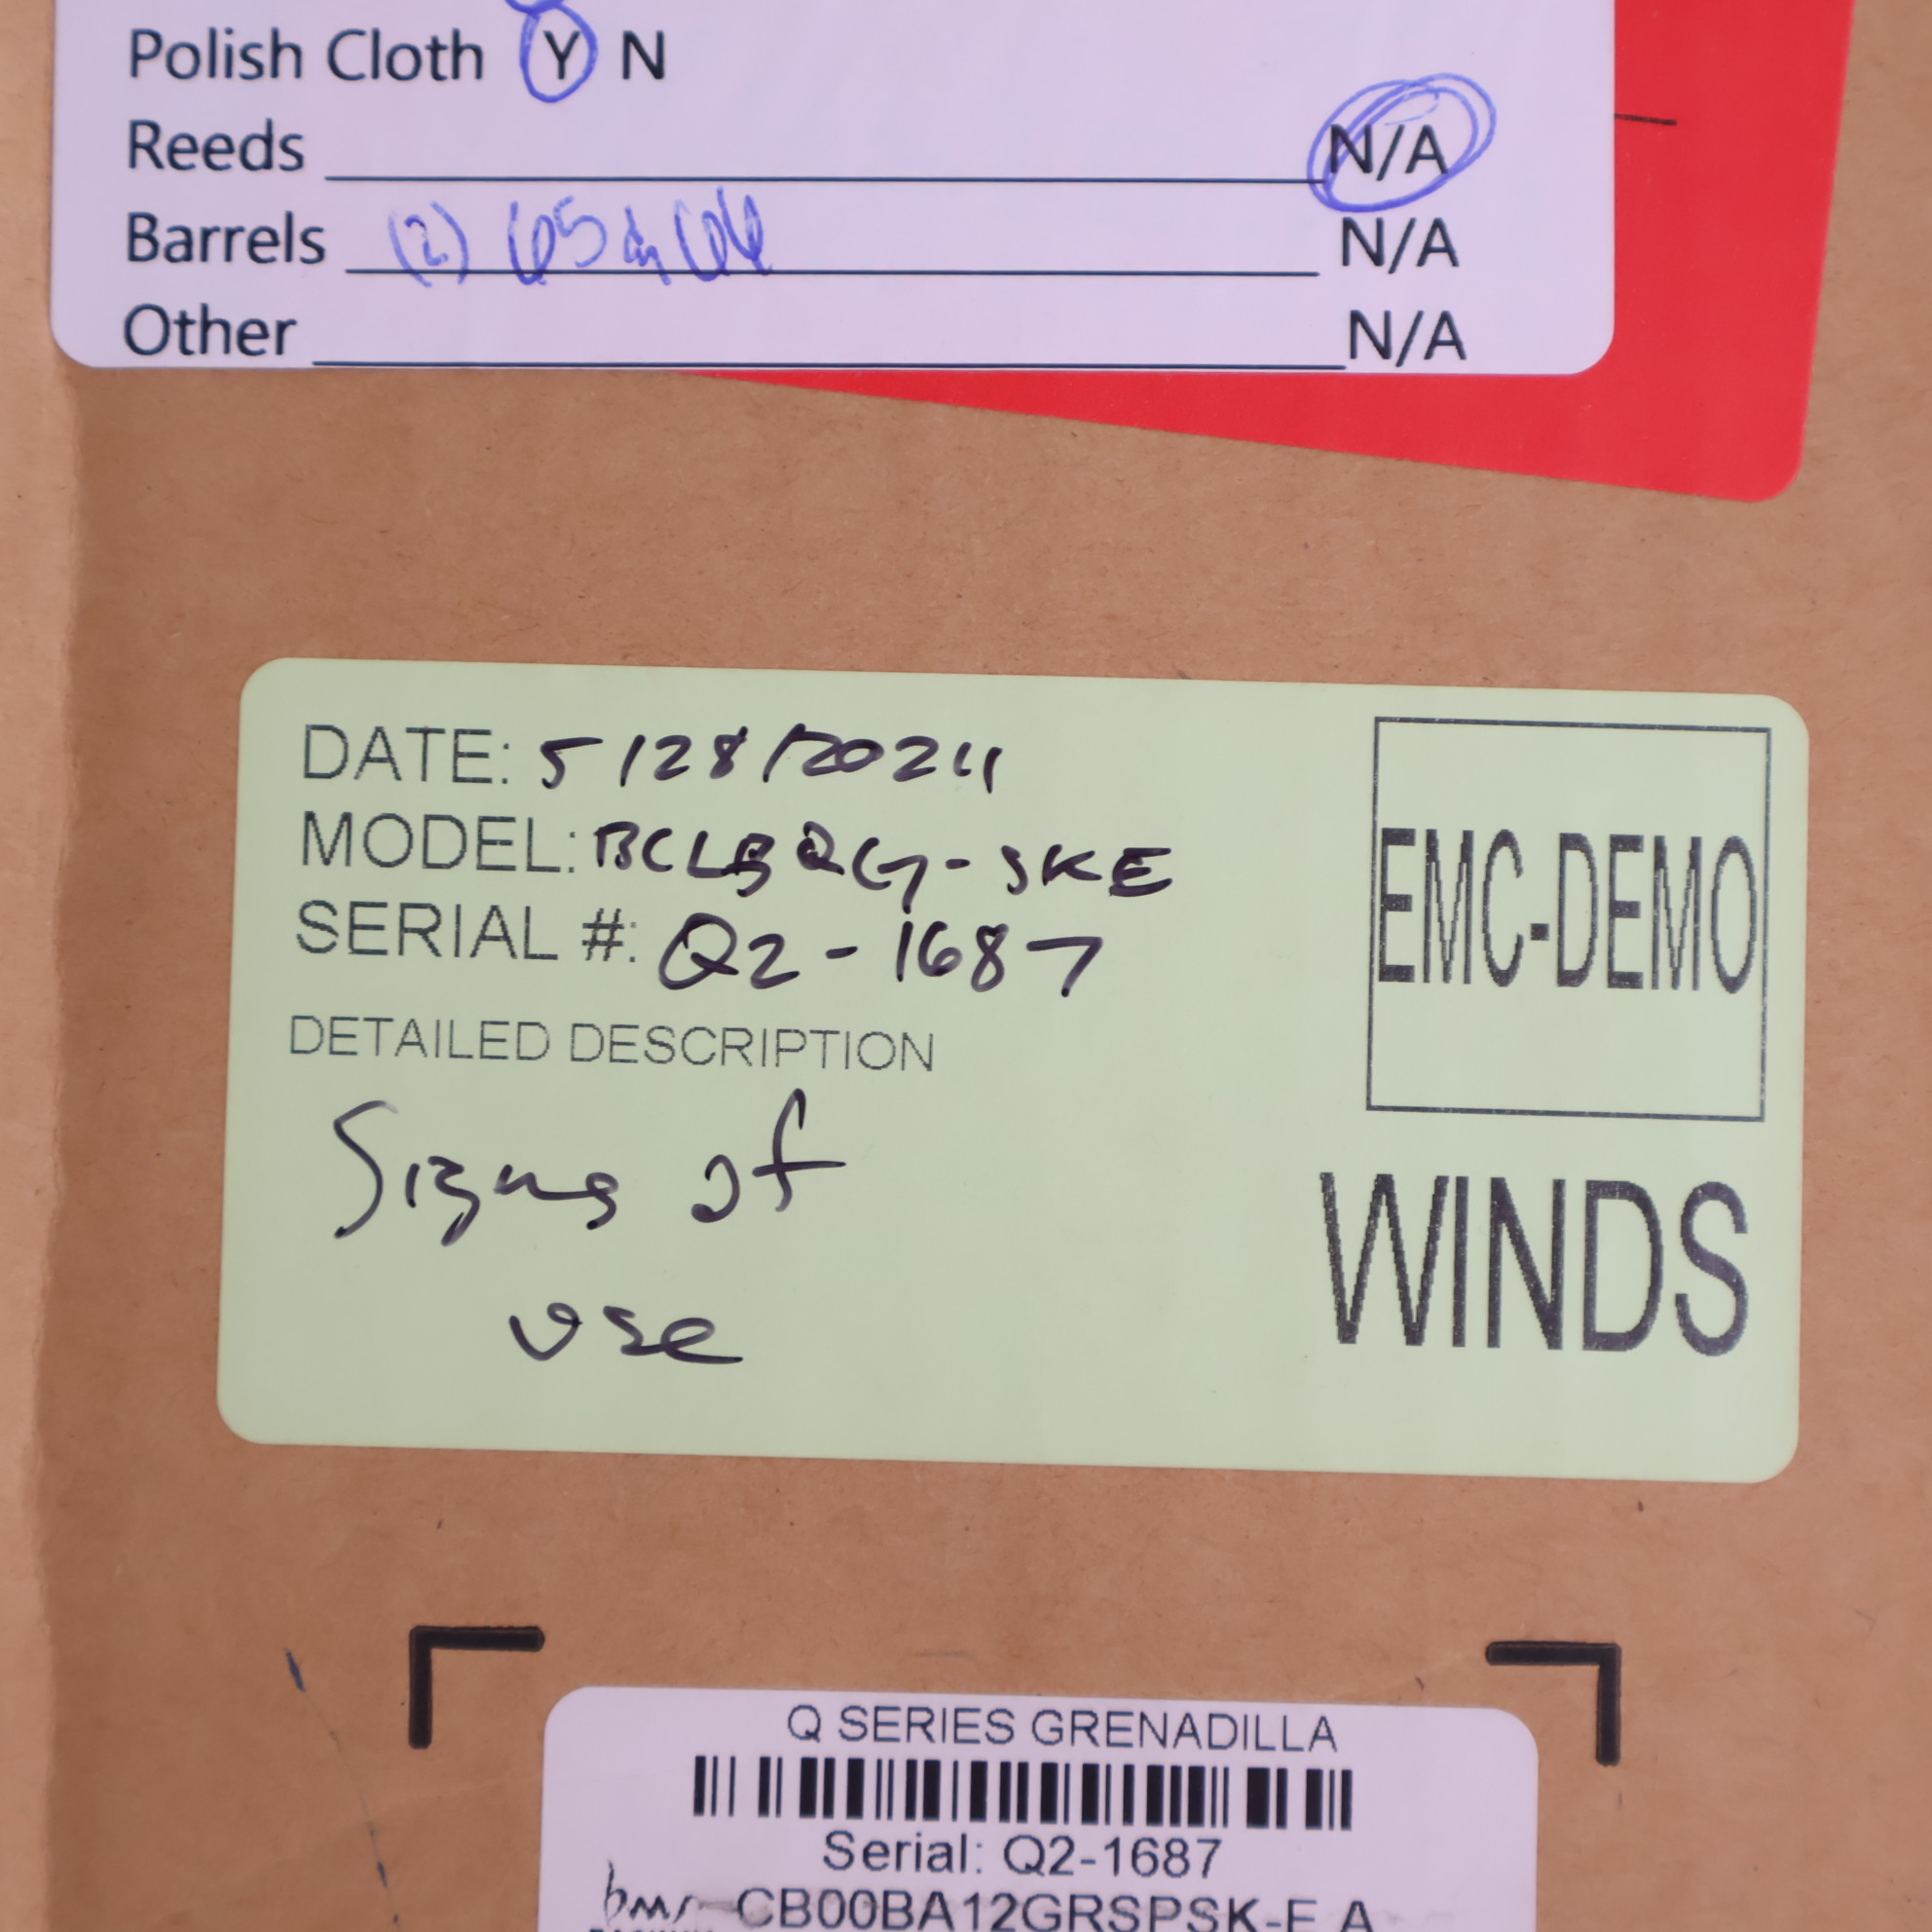 Polish Cloth Y N
Reeds N/A
Barrels (2) 65 & 66 N/A
Other N/A
DATE: 5/28/2024
MODEL: BCLBQG-SKE
SERIAL #: Q2-1687
DETAILED DESCRIPTION
Signs of
use
EMC-DEMO
WINDS
Q SERIES GRENADILLA
Serial: Q2-1687
CB00BA12GRSPSK-E A